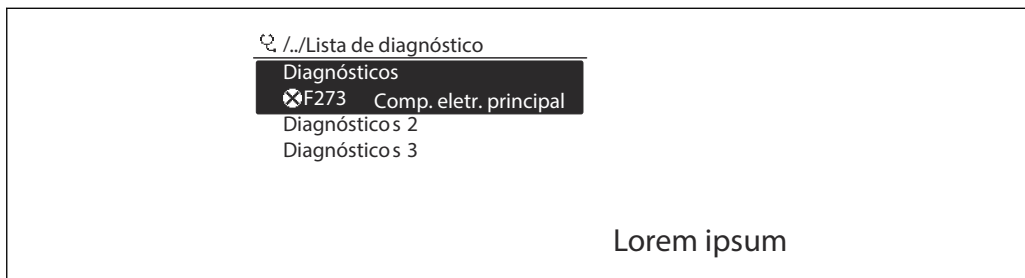 /../Lista de diagnóstico
Diagnósticos
F273 Comp. eletr. principal
Diagnósticos 2
Diagnósticos 3
Lorem ipsum